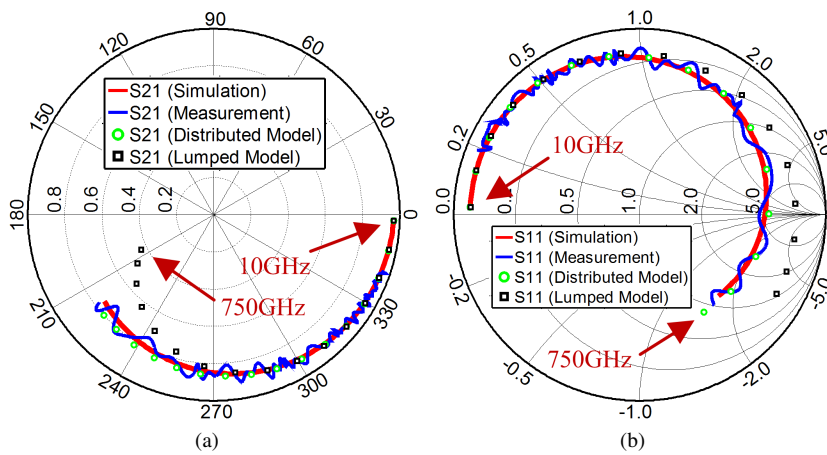 90
120
60
S21 (Simulation)
S21 (Measurement)
S21 (Distributed Model)
S21 (Lumped Model)
150
30
10GHz
0.8
0.6
0.4
0.2
180
0
750GHz
210
330
240
300
270
(a)
1.0
0.5
2.0
0.2
5.0
10GHz
0.0
0.2
0.5
1.0
2.0
5.0
S11 (Simulation)
S11 (Measurement)
S11 (Distributed Model)
S11 (Lumped Model)
-0.2
-5.0
750GHz
-0.5
-2.0
-1.0
(b)